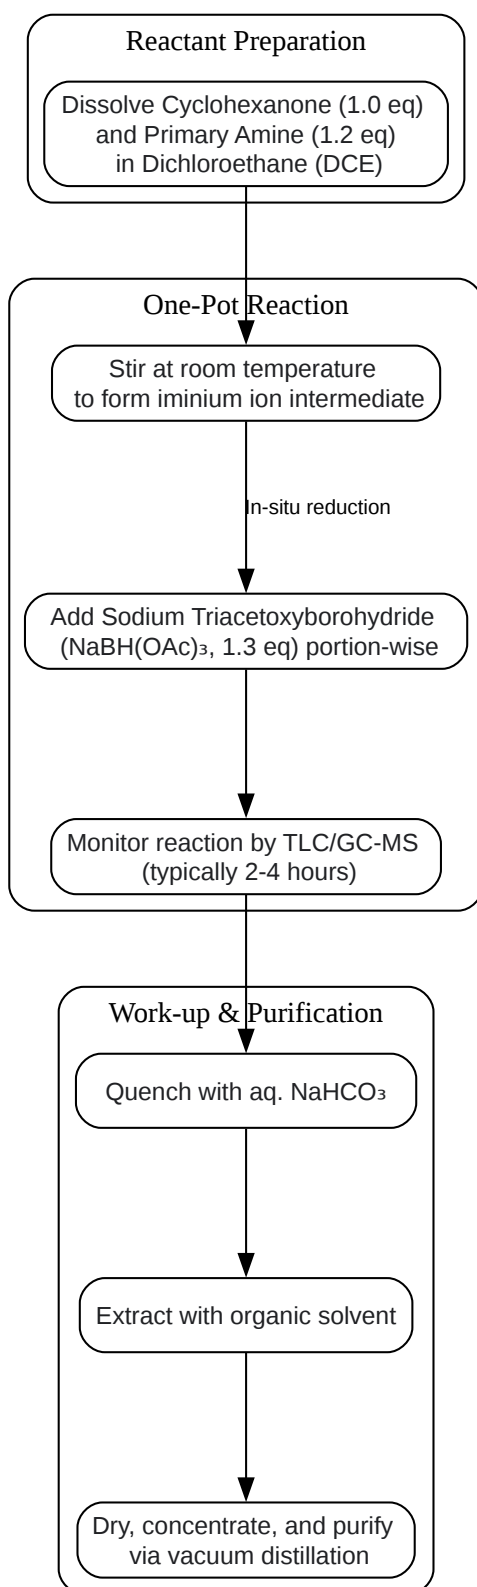 Reactant Preparation
Dissolve Cyclohexanone (1.0 eq)
and Primary Amine (1.2 eq)
in Dichloroethane (DCE)
One-Pot Reaction
Stir at room temperature
to form iminium ion intermediate
In-situ reduction
Add Sodium Triacetoxyborohydride
(NaBH(OAc)₃, 1.3 eq) portion-wise
Monitor reaction by TLC/GC-MS
(typically 2-4 hours)
Work-up & Purification
Quench with aq. NaHCO₃
Extract with organic solvent
Dry, concentrate, and purify
via vacuum distillation